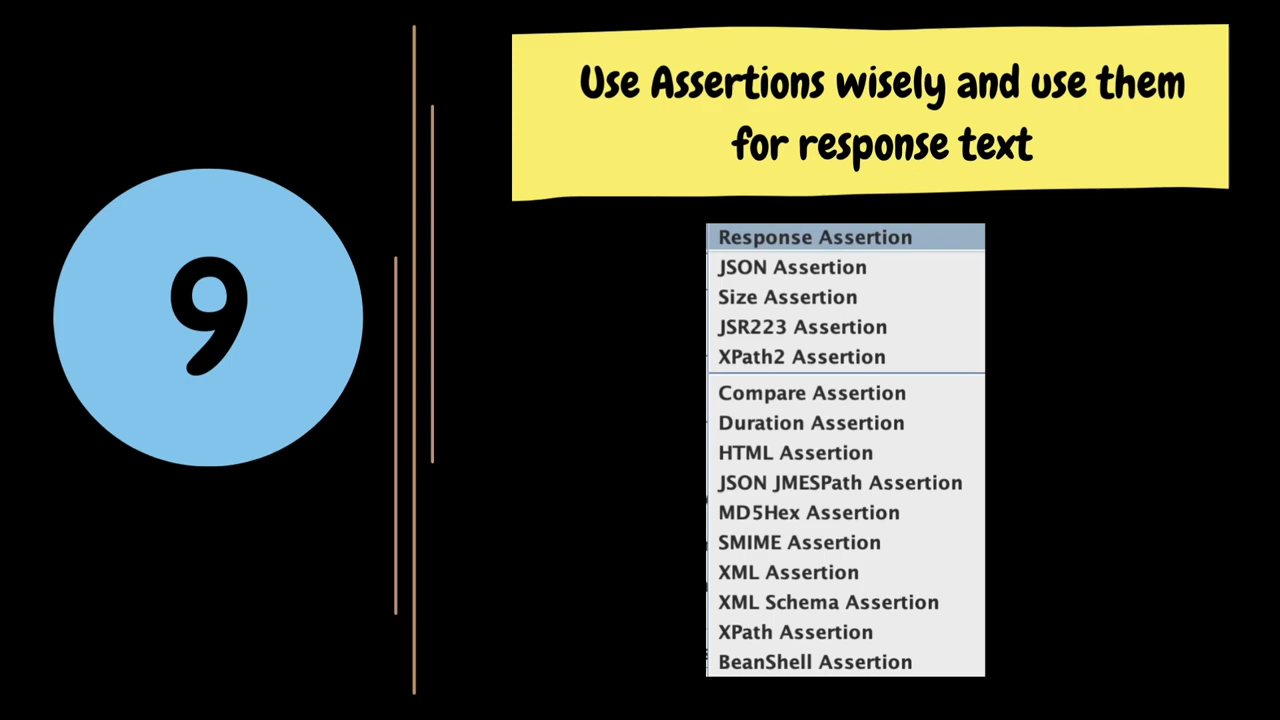 9
Use Assertions wisely and use them
for response text
Response Assertion
JSON Assertion
Size Assertion
JSR223 Assertion
XPath2 Assertion
Compare Assertion
Duration Assertion
HTML Assertion
JSON JMESPath Assertion
MD5Hex Assertion
SMIME Assertion
XML Assertion
XML Schema Assertion
XPath Assertion
BeanShell Assertion